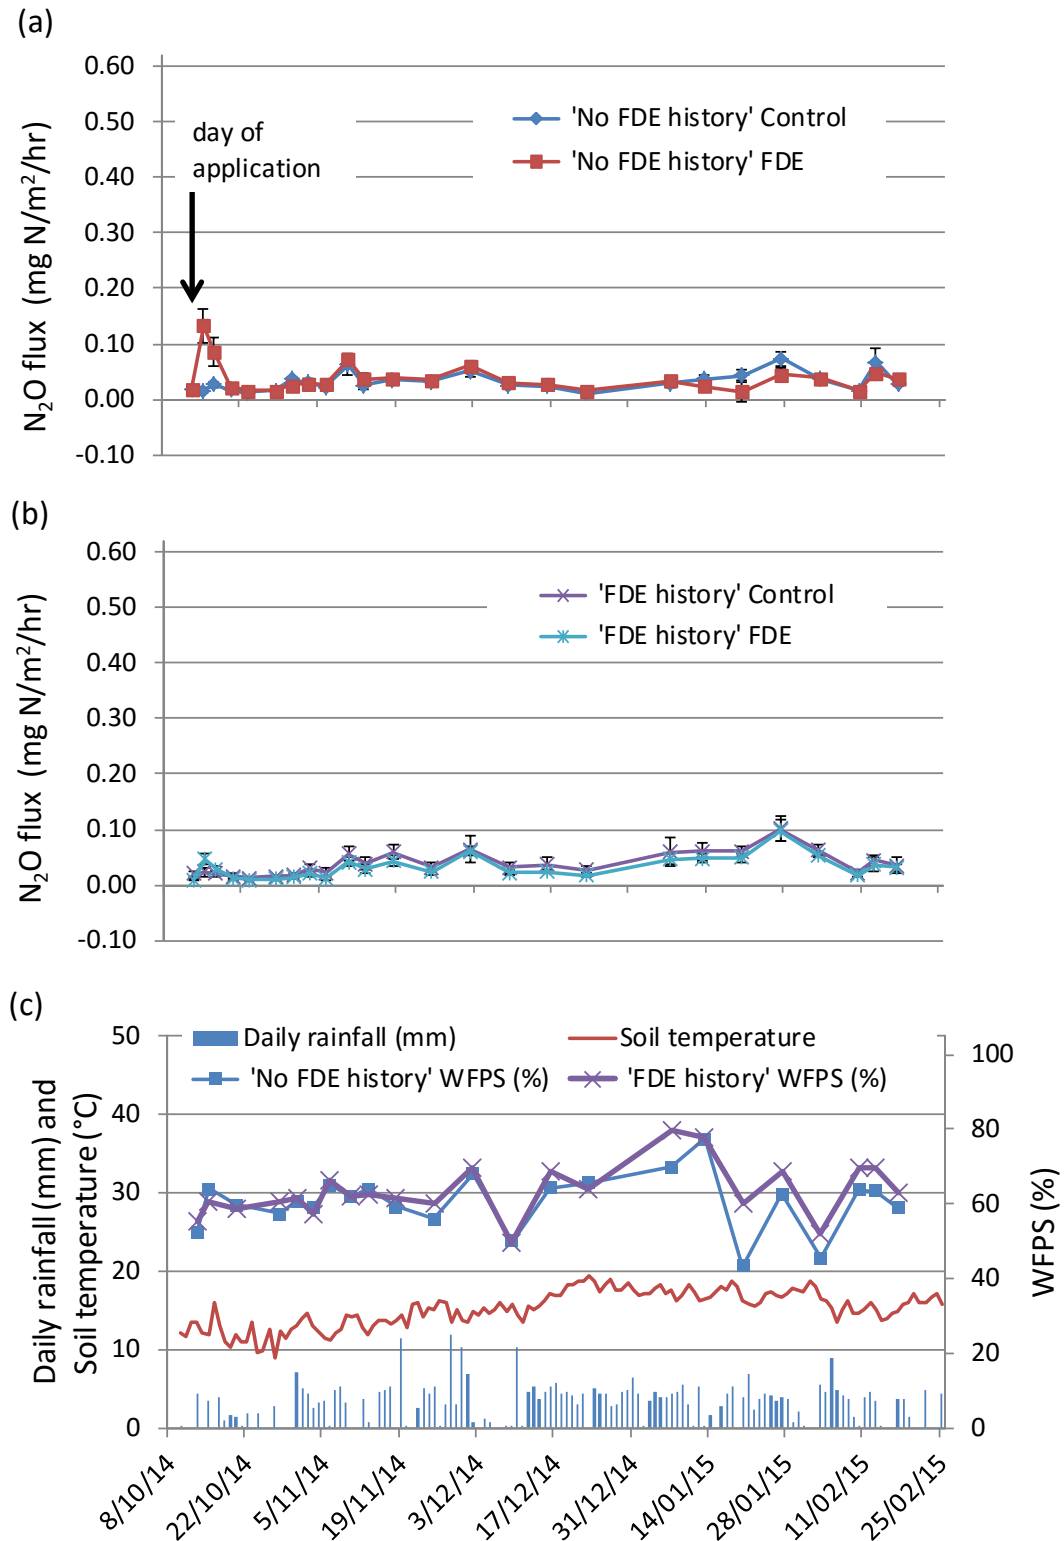 (a)
0.60
0.50
0.40
0.30
0.20
0.10
0.00
-0.10
N₂O flux (mg N/m²/hr)
day of
application
'No FDE history' Control
'No FDE history' FDE
(b)
0.60
0.50
0.40
0.30
0.20
0.10
0.00
-0.10
N₂O flux (mg N/m²/hr)
'FDE history' Control
'FDE history' FDE
(c)
50
40
30
20
10
0
Daily rainfall (mm) and
Soil temperature (°C)
Daily rainfall (mm)
Soil temperature
'No FDE history' WFPS (%)
'FDE history' WFPS (%)
100
80
60
40
20
0
WFPS (%)
8/10/14
22/10/14
5/11/14
19/11/14
3/12/14
17/12/14
31/12/14
14/01/15
28/01/15
11/02/15
25/02/15